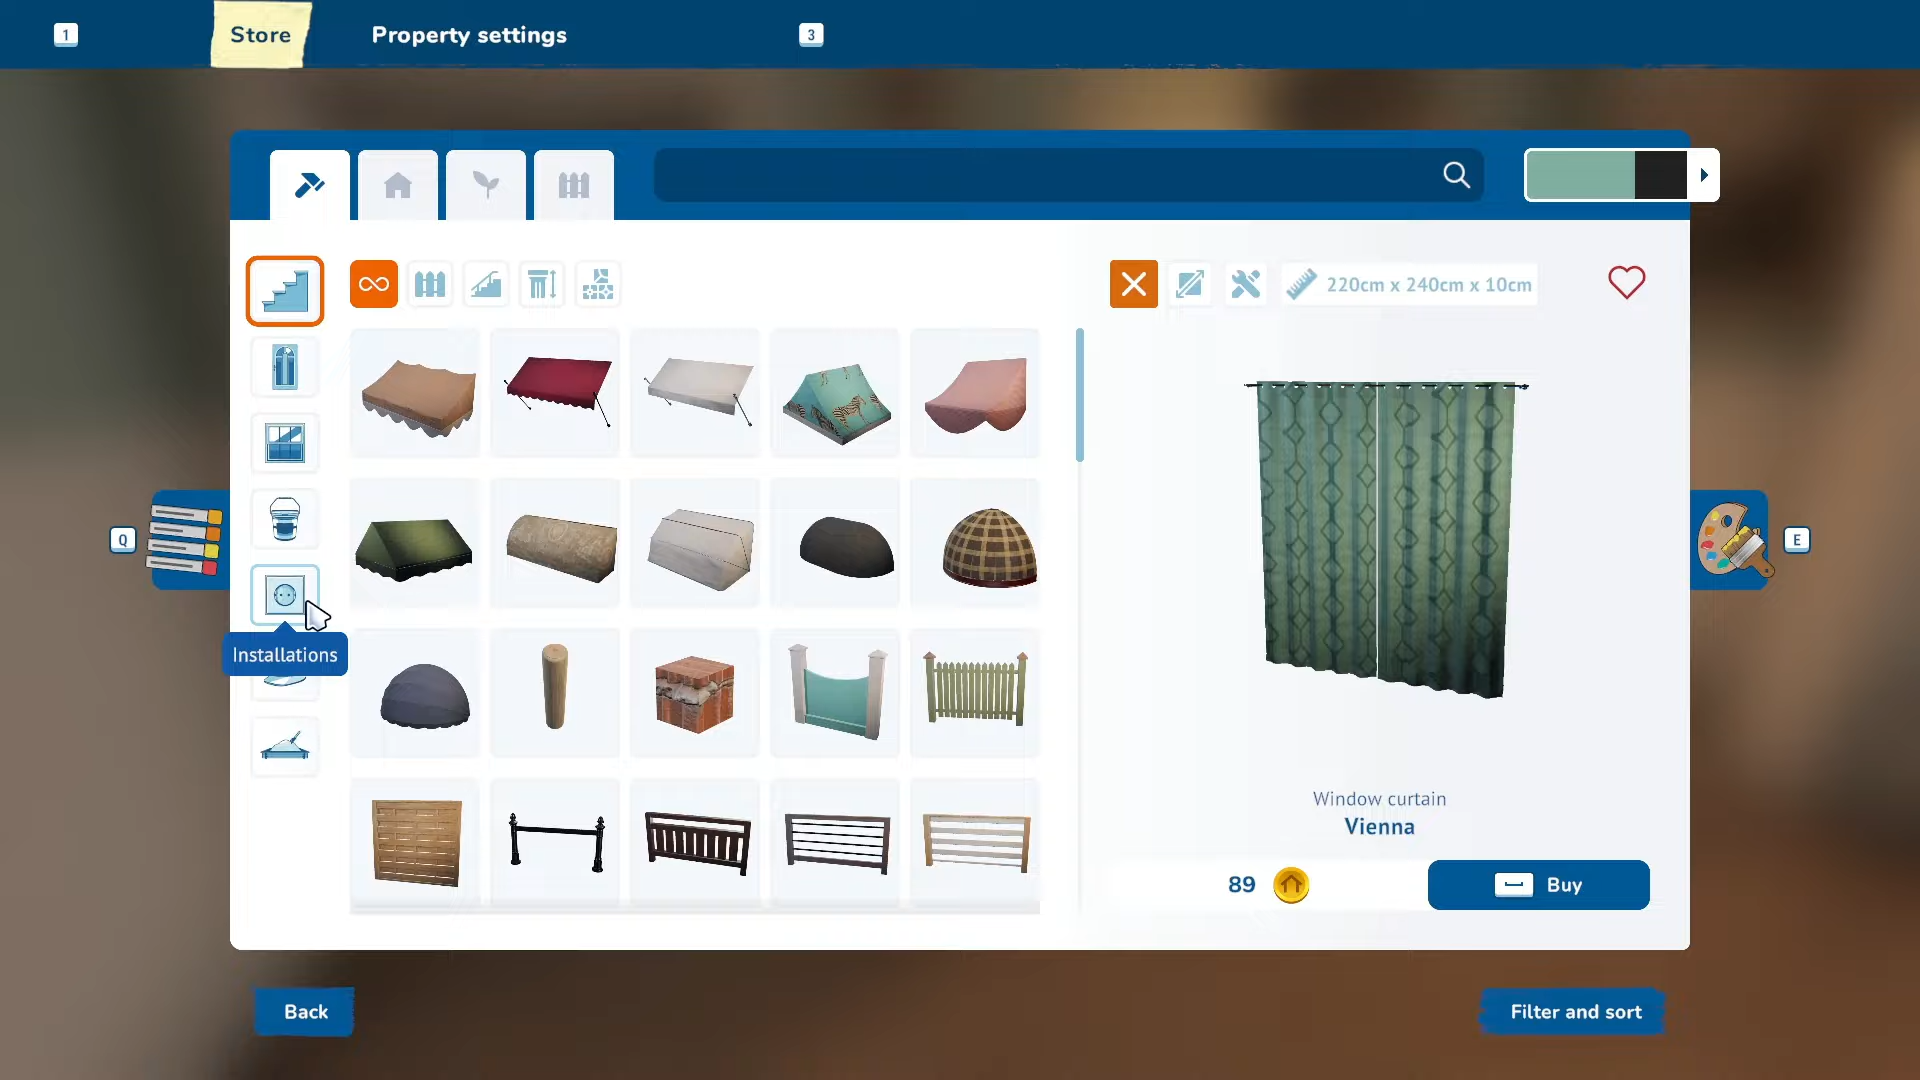 1
Store
Property settings
3
220cm x 240cm x 10cm
Q
E
Installations
Window curtain
Vienna
89
Buy
Back
Filter and sort